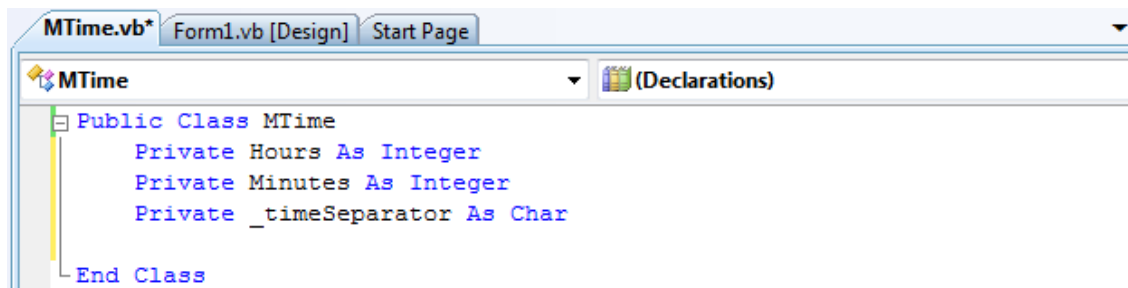 MTime.vb* Form1.vb [Design] Start Page
MTime (Declarations)
Public Class MTime
Private Hours As Integer
Private Minutes As Integer
Private _timeSeparator As Char
End Class